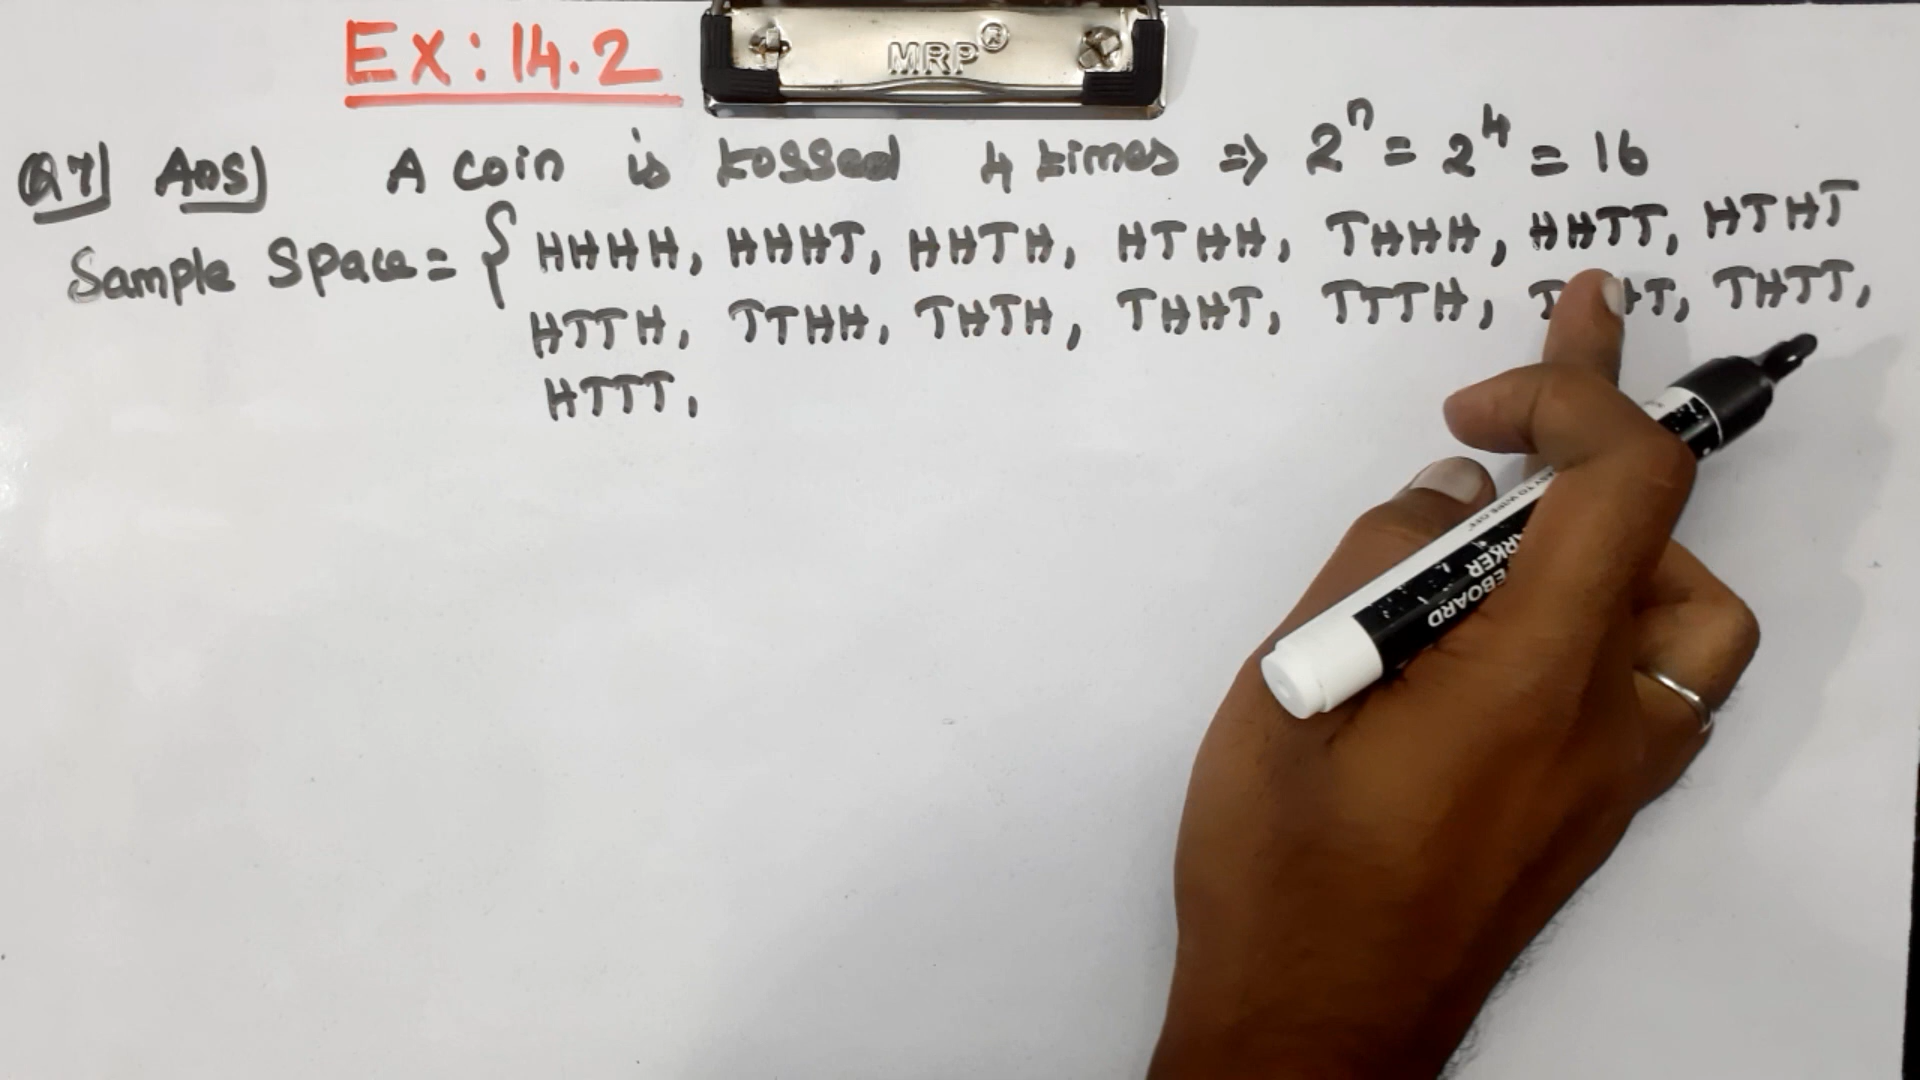 Ex: 14.2
MRP®
Q7) Ans) A coin is tossed 4 times => 2ⁿ = 2⁴ = 16
Sample Space = { HHHH, HHHT, HHTH, HTHH, THHH, HHTT, HTHT
HTTH, TTHH, THTH, THHT, TTTH, THTT,
HTTT,